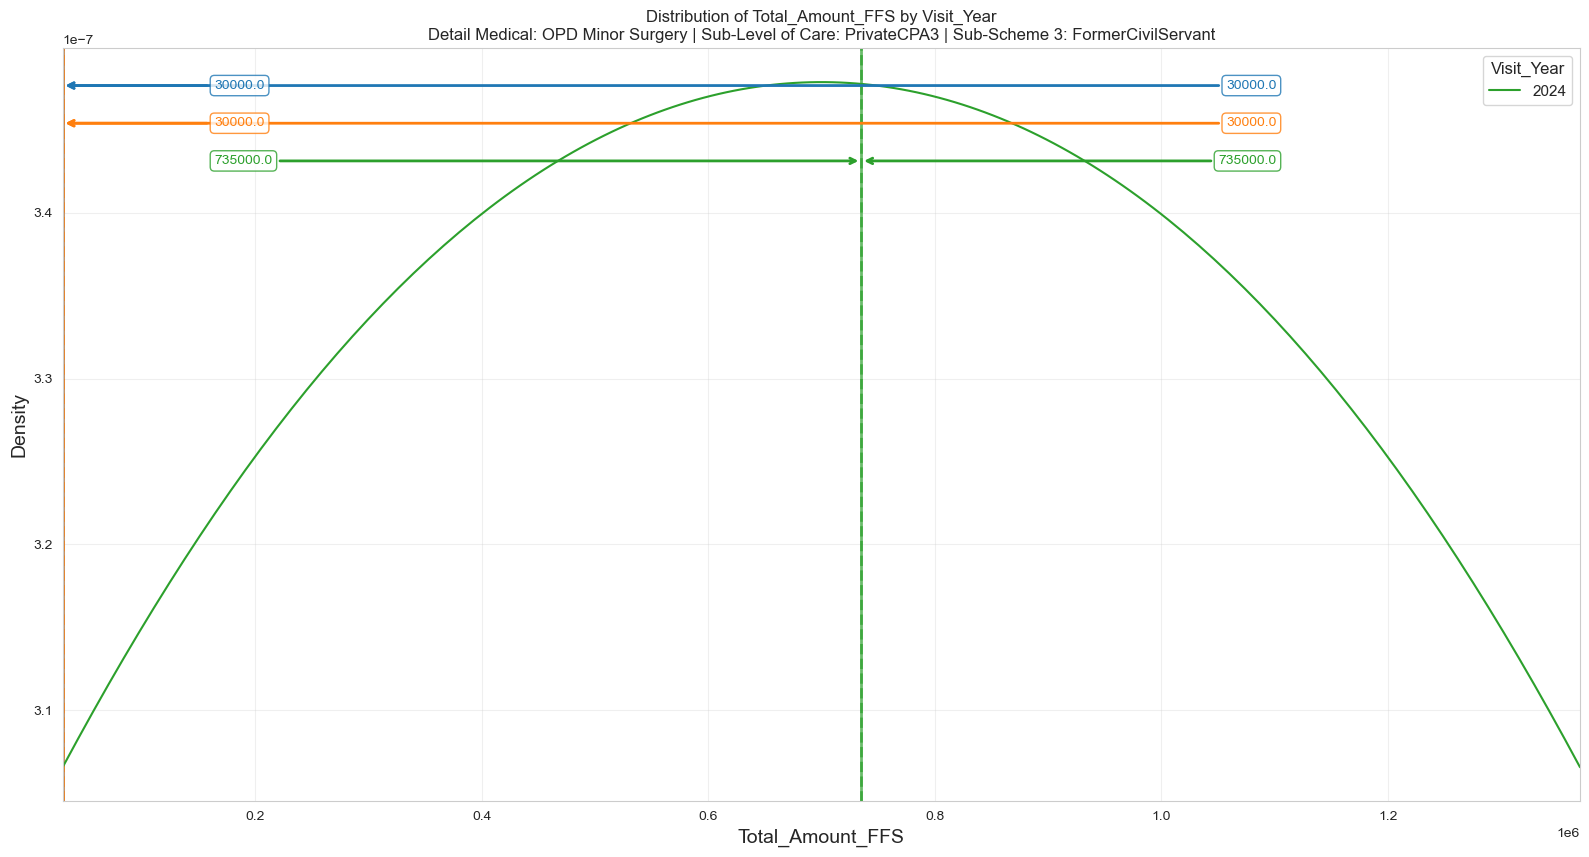 Distribution of Total_Amount_FFS by Visit_Year
Detail Medical: OPD Minor Surgery | Sub-Level of Care: PrivateCPA3 | Sub-Scheme 3: FormerCivilServant
1e−7
Visit_Year
2024
30000.0
30000.0
30000.0
30000.0
735000.0
735000.0
3.4
3.3
3.2
3.1
Density
0.2
0.4
0.6
0.8
1.0
1.2
1e6
Total_Amount_FFS